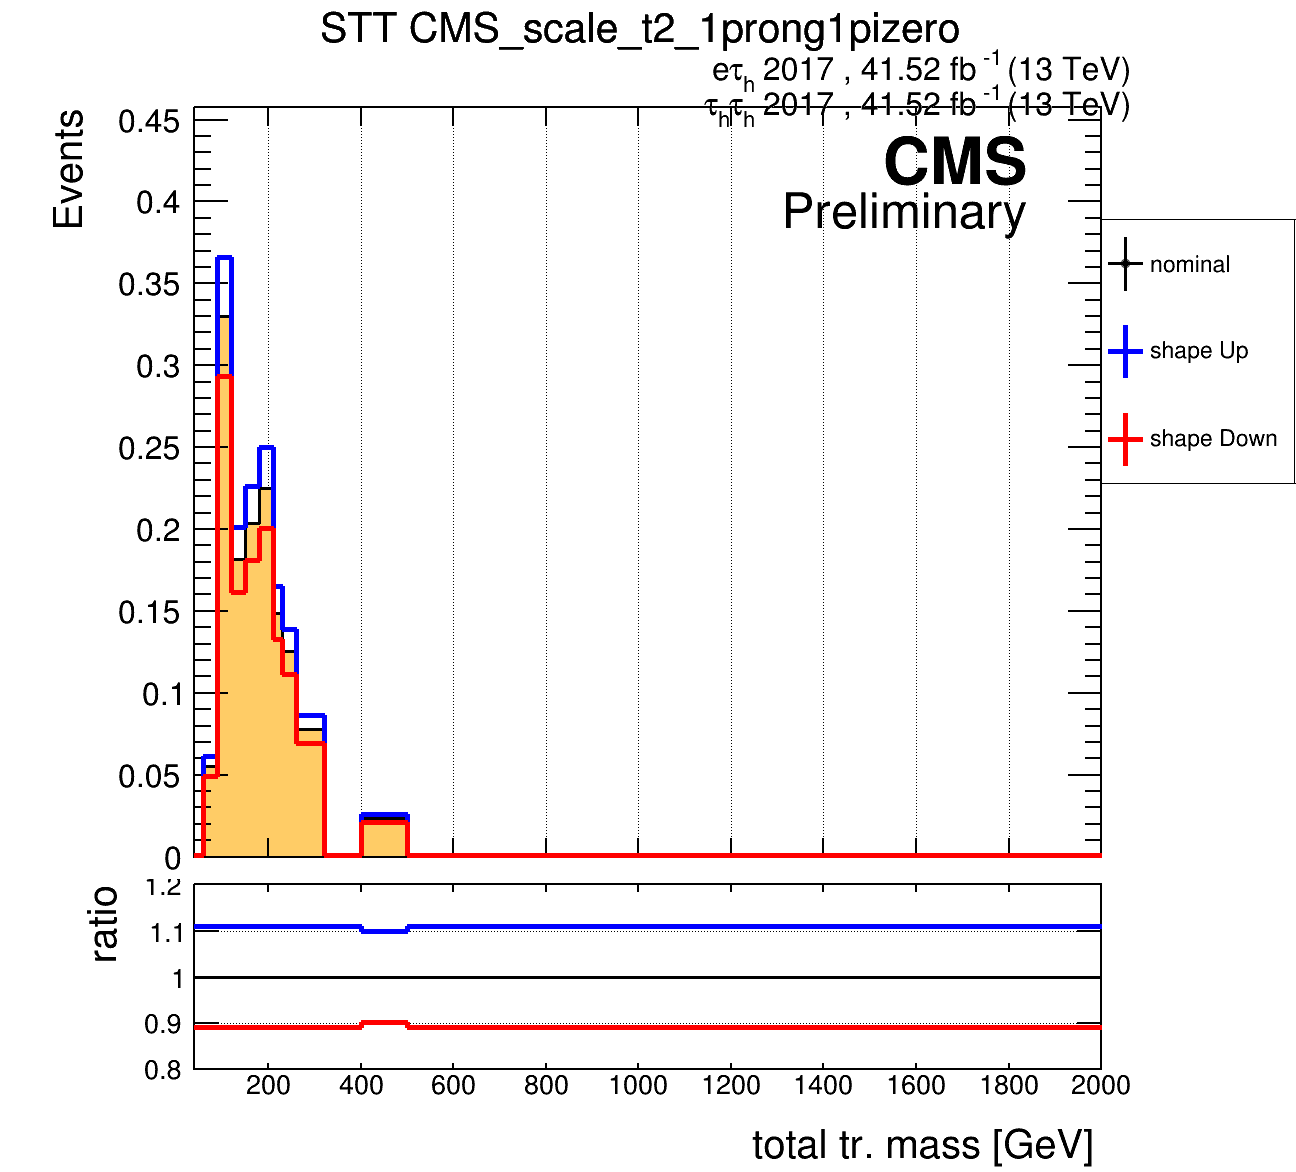 STT CMS_scale_t2_1prong1pizero
eτh 2017 , 41.52 fb-1 (13 TeV)
τhτh 2017 , 41.52 fb-1 (13 TeV)
CMS
Preliminary
Events
0.45
0.4
0.35
0.3
0.25
0.2
0.15
0.1
0.05
0
nominal
shape Up
shape Down
ratio
1.2
1.1
1
0.9
0.8
200 400 600 800 1000 1200 1400 1600 1800 2000
total tr. mass [GeV]